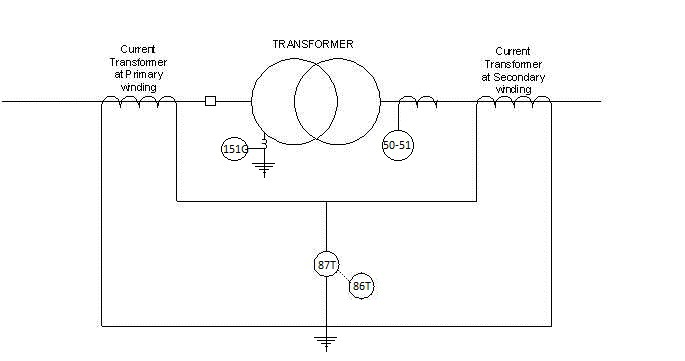 TRANSFORMER
Current
Transformer
at Primary
winding
Current
Transformer
at Secondary
winding
151G
50-51
87T
86T